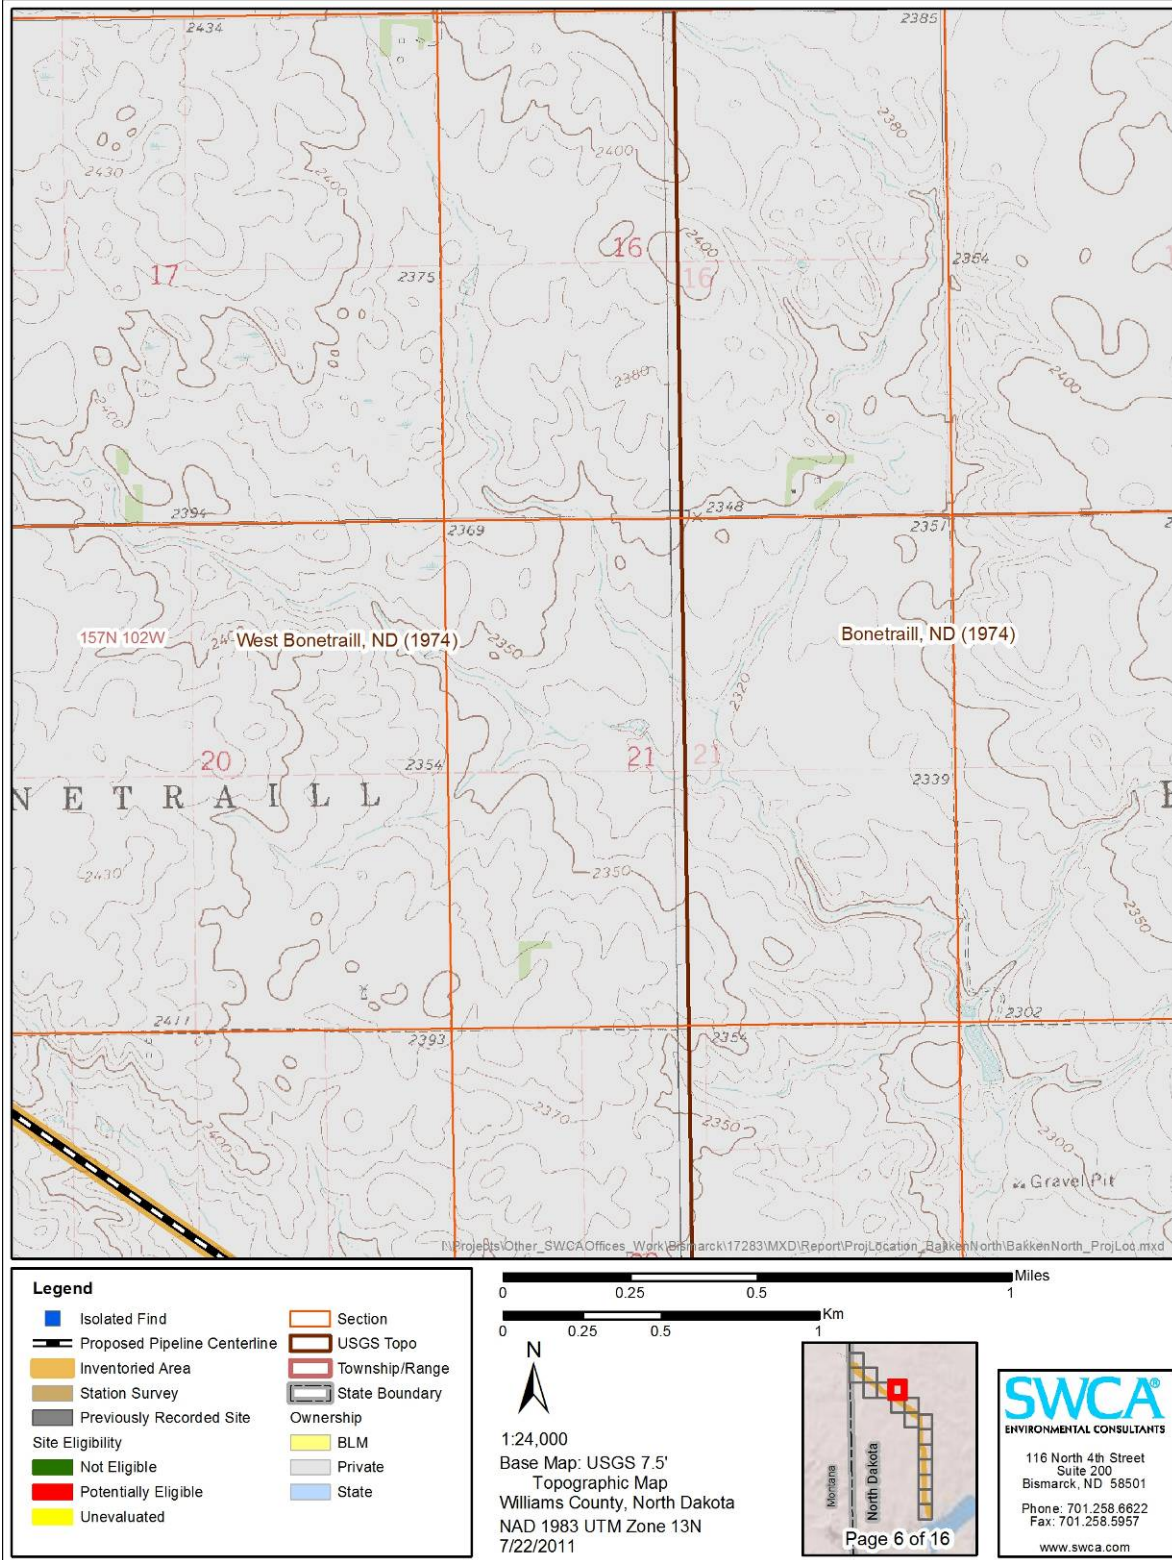 2434
2385
2380
2400
2430
2400
16
2400
16
2364
17
2375
2380
2400
2400
2394
2348
2369
2351
157N 102W
West Bonetraill, ND (1974)
2350
Bonetraill, ND (1974)
2320
20
2354
21
21
2339
NETRAILL
2430
2350
2350
2411
2393
2354
2302
2370
2350
2400
2300
Gravel Pit
I:\Projects\Other_SWCAOffices_Work\Bismarck\17283\MXD\Report\ProjLocation_BakkenNorth\BakkenNorth_ProjLoc.mxd
Legend
Isolated Find
Proposed Pipeline Centerline
Inventoried Area
Station Survey
Previously Recorded Site
Site Eligibility
Not Eligible
Potentially Eligible
Unevaluated
Section
USGS Topo
Township/Range
State Boundary
Ownership
BLM
Private
State
Miles
0 0.25 0.5 1
Km
0 0.25 0.5 1
N
1:24,000
Base Map: USGS 7.5'
Topographic Map
Williams County, North Dakota
NAD 1983 UTM Zone 13N
7/22/2011
Montana
North Dakota
Page 6 of 16
SWCA®
ENVIRONMENTAL CONSULTANTS
116 North 4th Street
Suite 200
Bismarck, ND 58501
Phone: 701.258.6622
Fax: 701.258.5957
www.swca.com